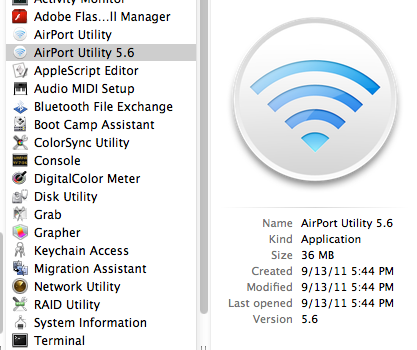 Activity Monitor
Adobe Flas...ll Manager
AirPort Utility
AirPort Utility 5.6
AppleScript Editor
Audio MIDI Setup
Bluetooth File Exchange
Boot Camp Assistant
ColorSync Utility
Console
DigitalColor Meter
Disk Utility
Grab
Grapher
Keychain Access
Migration Assistant
Network Utility
RAID Utility
System Information
Terminal
Name AirPort Utility 5.6
Kind Application
Size 36 MB
Created 9/13/11 5:44 PM
Modified 9/13/11 5:44 PM
Last opened 9/13/11 5:44 PM
Version 5.6